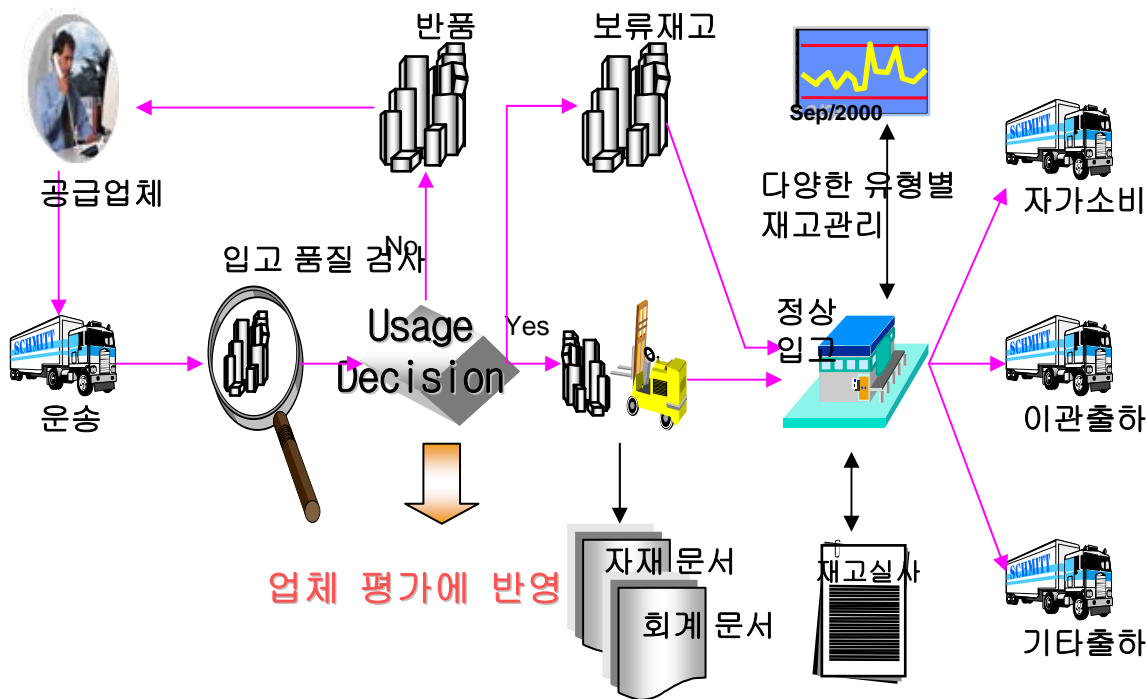 반품
보류재고
Sep/2000
SCHMITT
공급업체
다양한 유형별
재고관리
자가소비
입고 품질 검사
No
Usage
Decision
Yes
정상
입고
SCHMITT
SCHMITT
운송
이관출하
업체 평가에 반영
자재 문서
회계 문서
재고실사
SCHMITT
기타출하